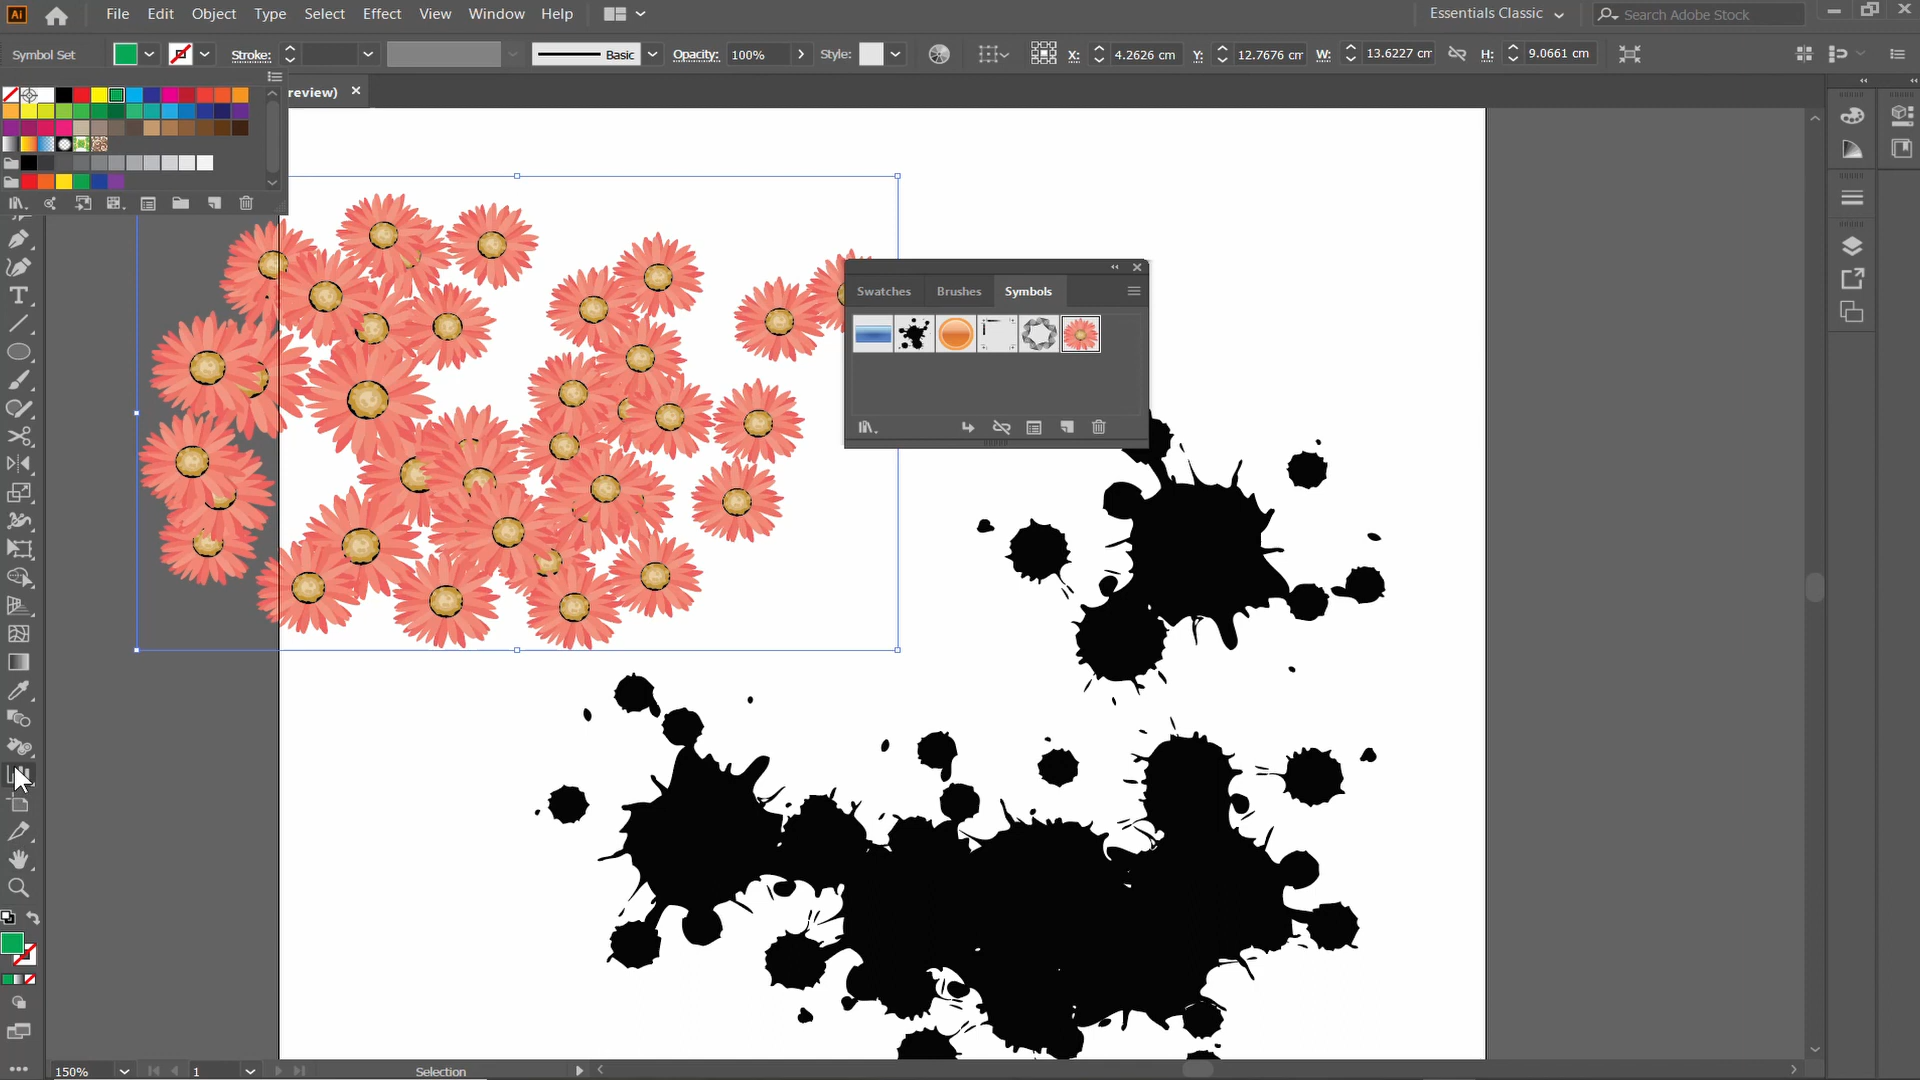 Ai File Edit Object Type Select Effect View Window Help Essentials Classic Search Adobe Stock
Symbol Set Stroke: Basic Opacity: 100% Style: X: 4.2626 cm Y: 12.7676 cm W: 13.6227 cm H: 9.0661 cm
review)
Swatches Brushes Symbols
150% 1 Selection